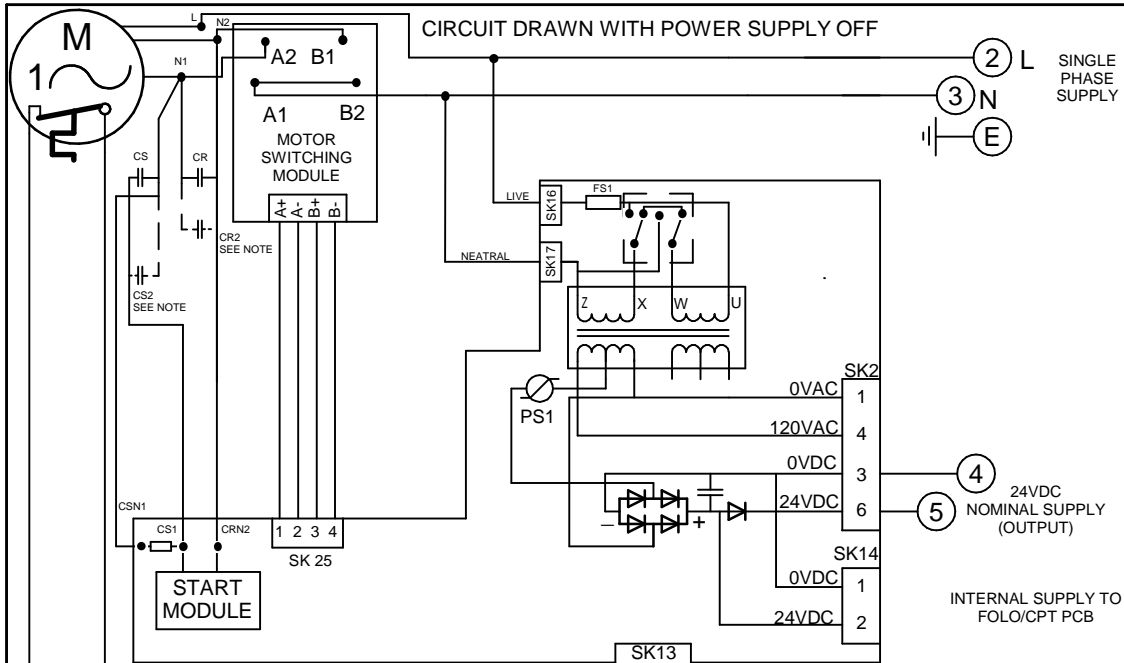 CIRCUIT DRAWN WITH POWER SUPPLY OFF
L
N2
M
1
N1
A2
B1
A1
B2
MOTOR
SWITCHING
MODULE
A+
A-
B+
B-
2
L
SINGLE
PHASE
SUPPLY
3
N
E
CS
CR
CR2
SEE NOTE
CS2
SEE NOTE
LIVE
SK16
FS1
NEATRAL
SK17
Z
X
W
U
PS1
SK2
0VAC
1
120VAC
4
0VDC
3
4
24VDC
6
5
24VDC
NOMINAL SUPPLY
(OUTPUT)
–
+
CSN1
CS1
CRN2
1
2
3
4
SK 25
START
MODULE
SK14
0VDC
1
24VDC
2
INTERNAL SUPPLY TO
FOLO/CPT PCB
SK13